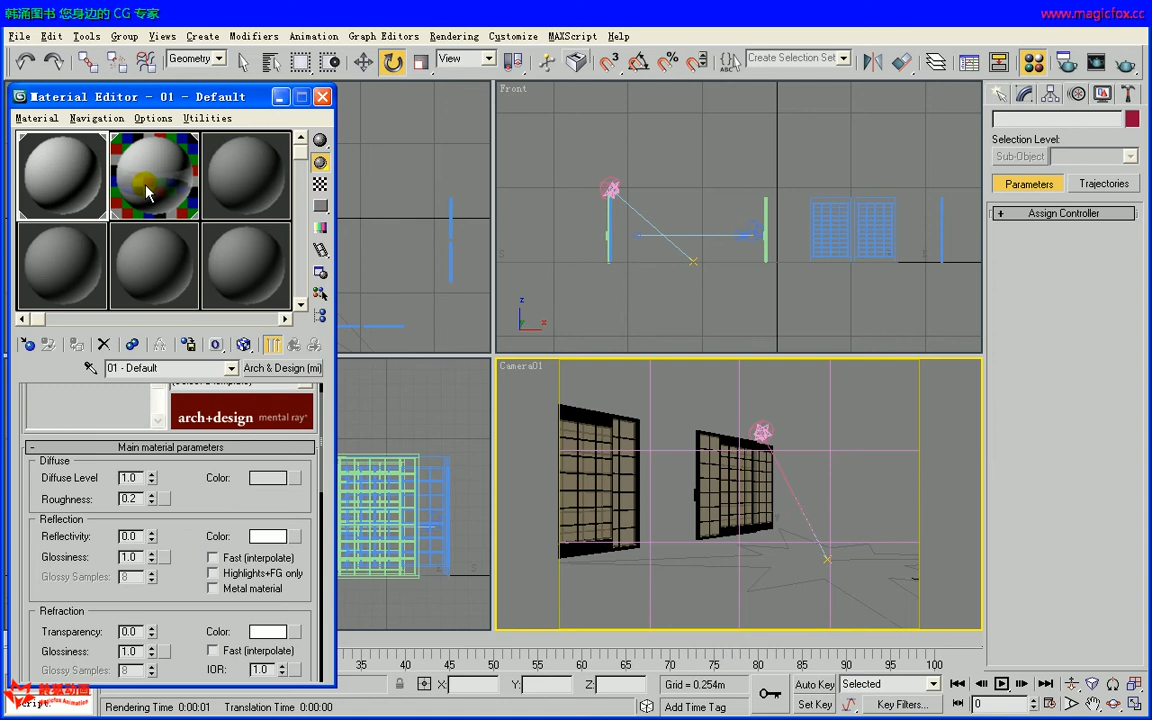 韩涵图书 您身边的 CG 专家
www.magicfox.cc
File Edit Tools Group Views Create Modifiers Animation Graph Editors Rendering Customize MAXScript Help
Geometry View Create Selection Set
Material Editor - 01 - Default
Material Navigation Options Utilities
01 - Default Arch & Design (mi)
arch+design mental ray®
Main material parameters
Diffuse
Diffuse Level 1.0 Color:
Roughness: 0.2
Reflection
Reflectivity: 0.0 Color:
Glossiness: 1.0 Fast (interpolate)
Glossy Samples: 8 Highlights+FG only
Metal material
Refraction
Transparency: 0.0 Color:
Glossiness: 1.0 Fast (interpolate)
Glossy Samples: 8 IOR: 1.0
Front
Camera01
Selection Level:
Sub-Object
Parameters Trajectories
+ Assign Controller
35 40 45 50 55 60 65 70 75 80 85 90 95 100
X: Y: Z: Grid = 0.254m Auto Key Selected
Rendering Time 0:00:01 Translation Time 0:00:00 Add Time Tag Set Key Key Filters... 0